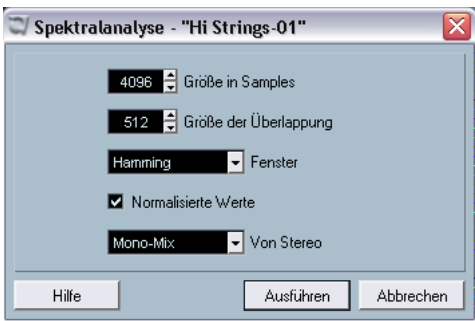 Spektralanalyse - "Hi Strings-01"
4096 Größe in Samples
512 Größe der Überlappung
Hamming Fenster
Normalisierte Werte
Mono-Mix Von Stereo
Hilfe Ausführen Abbrechen